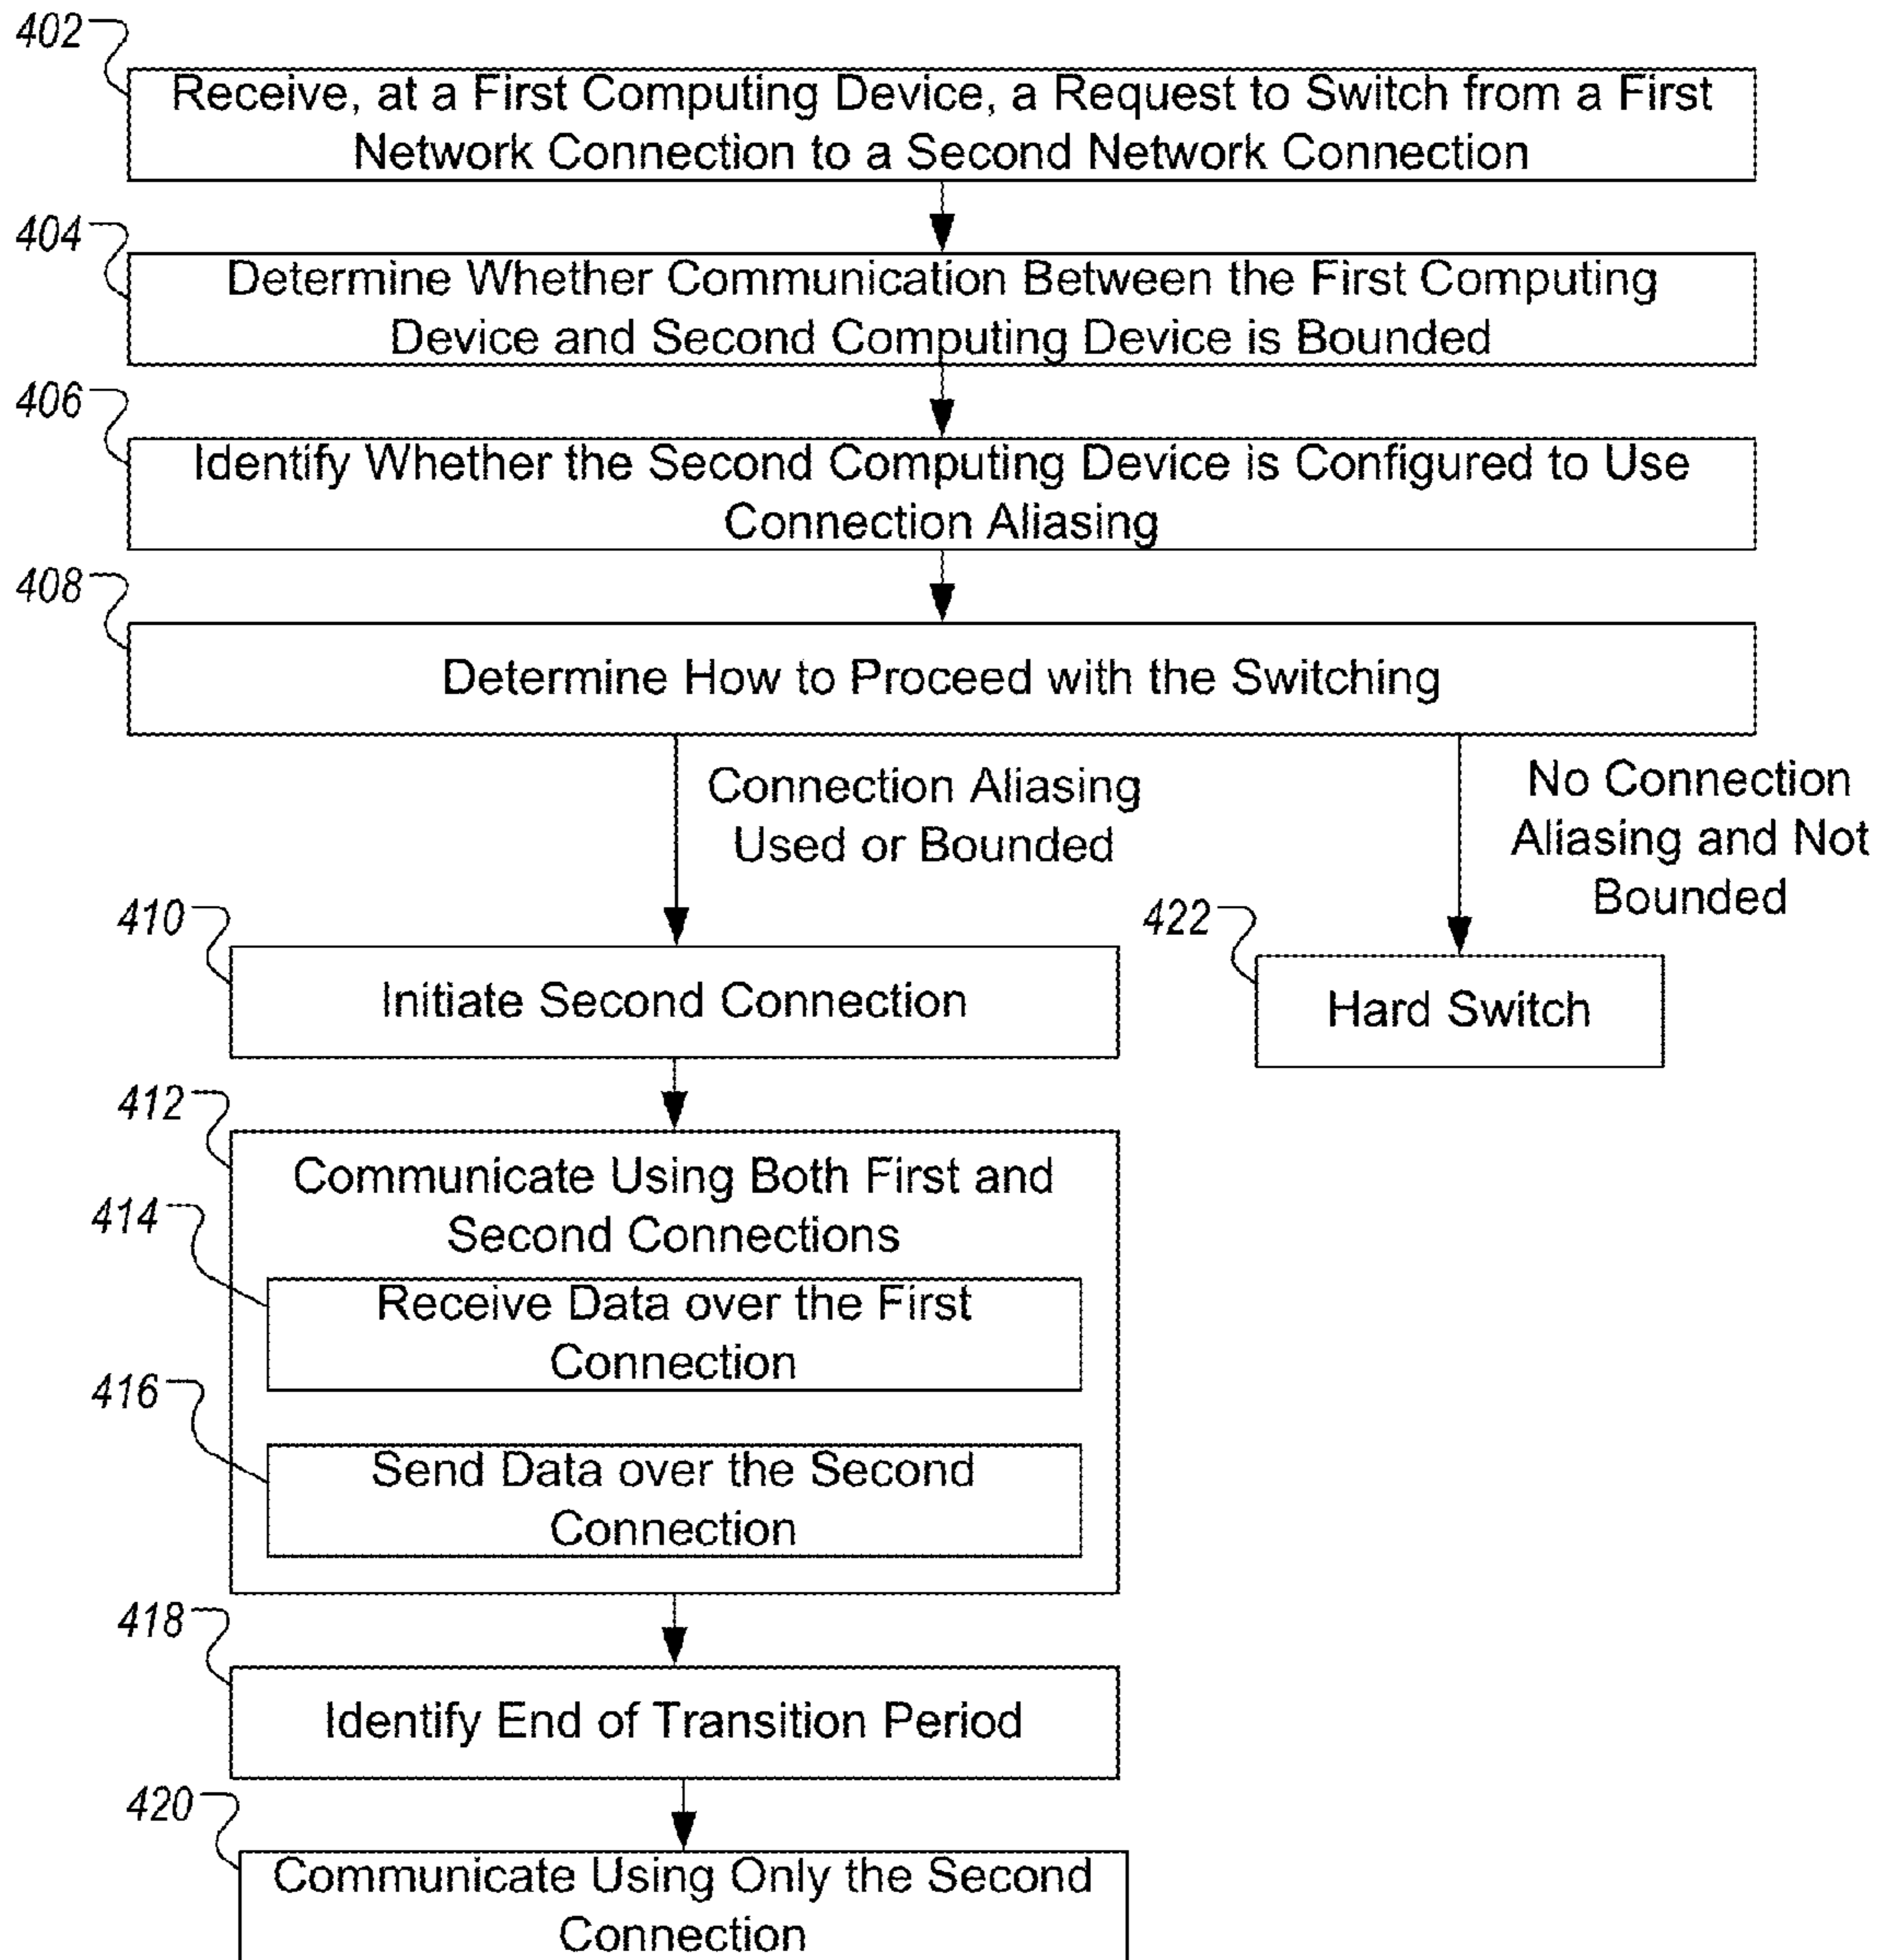 402
Receive, at a First Computing Device, a Request to Switch from a First
Network Connection to a Second Network Connection
404
Determine Whether Communication Between the First Computing
Device and Second Computing Device is Bounded
406
Identify Whether the Second Computing Device is Configured to Use
Connection Aliasing
408
Determine How to Proceed with the Switching
Connection Aliasing
Used or Bounded
No Connection
Aliasing and Not
Bounded
410
Initiate Second Connection
422
Hard Switch
412
Communicate Using Both First and
Second Connections
414
Receive Data over the First
Connection
416
Send Data over the Second
Connection
418
Identify End of Transition Period
420
Communicate Using Only the Second
Connection